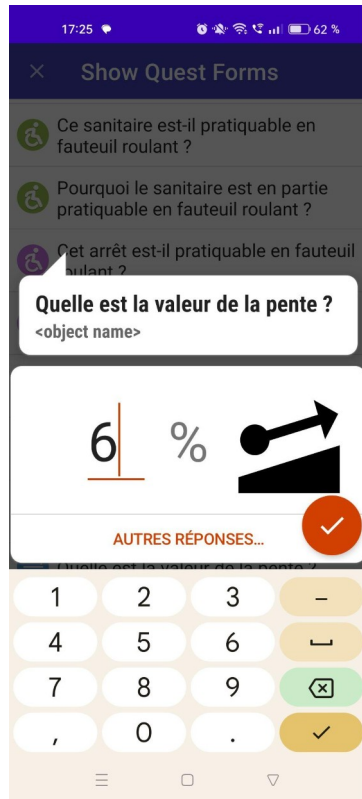 17:25
62 %
Show Quest Forms
Ce sanitaire est-il pratiquable en
fauteuil roulant ?
Pourquoi le sanitaire est en partie
pratiquable en fauteuil roulant ?
Cet arrêt est-il pratiquable en fauteuil
roulant ?
Quelle est la valeur de la pente ?
<object name>
6 %
AUTRES RÉPONSES...
Quelle est la valeur de la pente ?
1 2 3 –
4 5 6
7 8 9
, 0 .